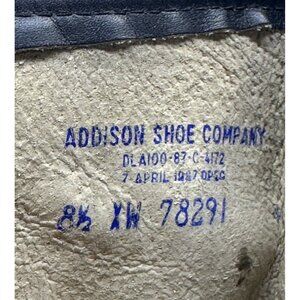 ADDISON SHOE COMPANY
DLA100-87-C-4172
7 APRIL 1987 DPSC
8½ XW 78291